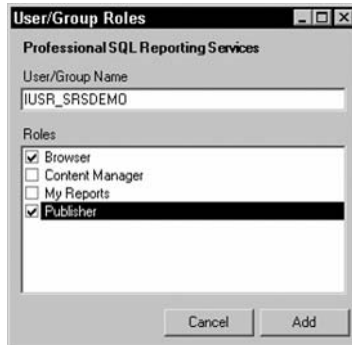 User/Group Roles
Professional SQL Reporting Services
User/Group Name
IUSR_SRSDEMO
Roles
Browser
Content Manager
My Reports
Publisher
Cancel Add